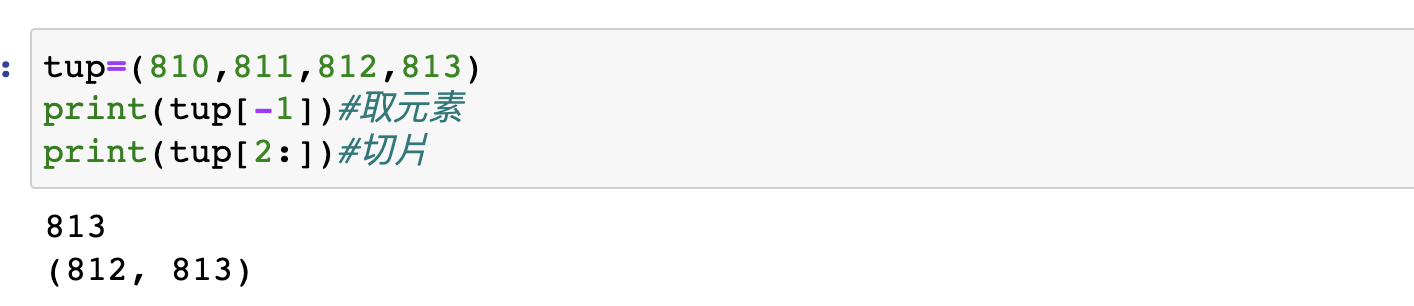 :
tup=(810,811,812,813)
print(tup[-1])#取元素
print(tup[2:])#切片
813
(812, 813)